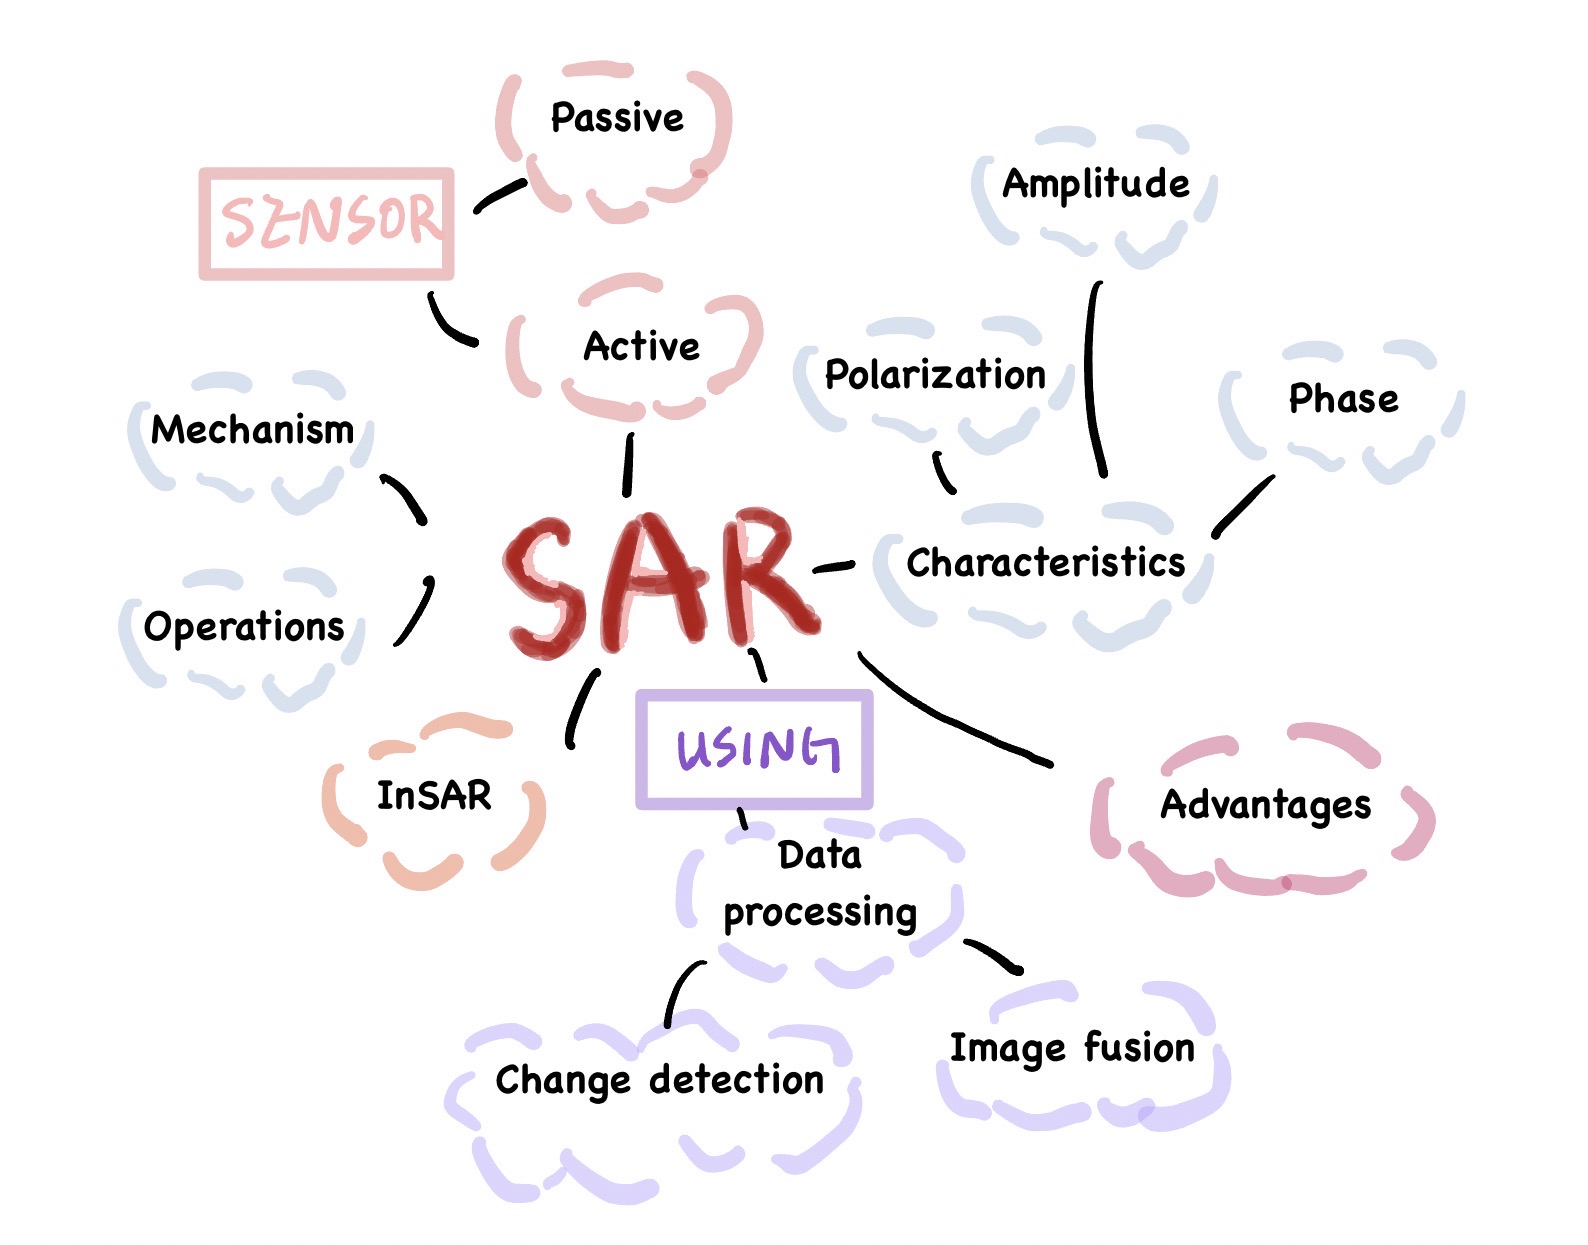 Passive
SENSOR
Amplitude
Active
Polarization
Phase
Mechanism
SAR
Characteristics
Operations
USING
InSAR
Advantages
Data
processing
Image fusion
Change detection